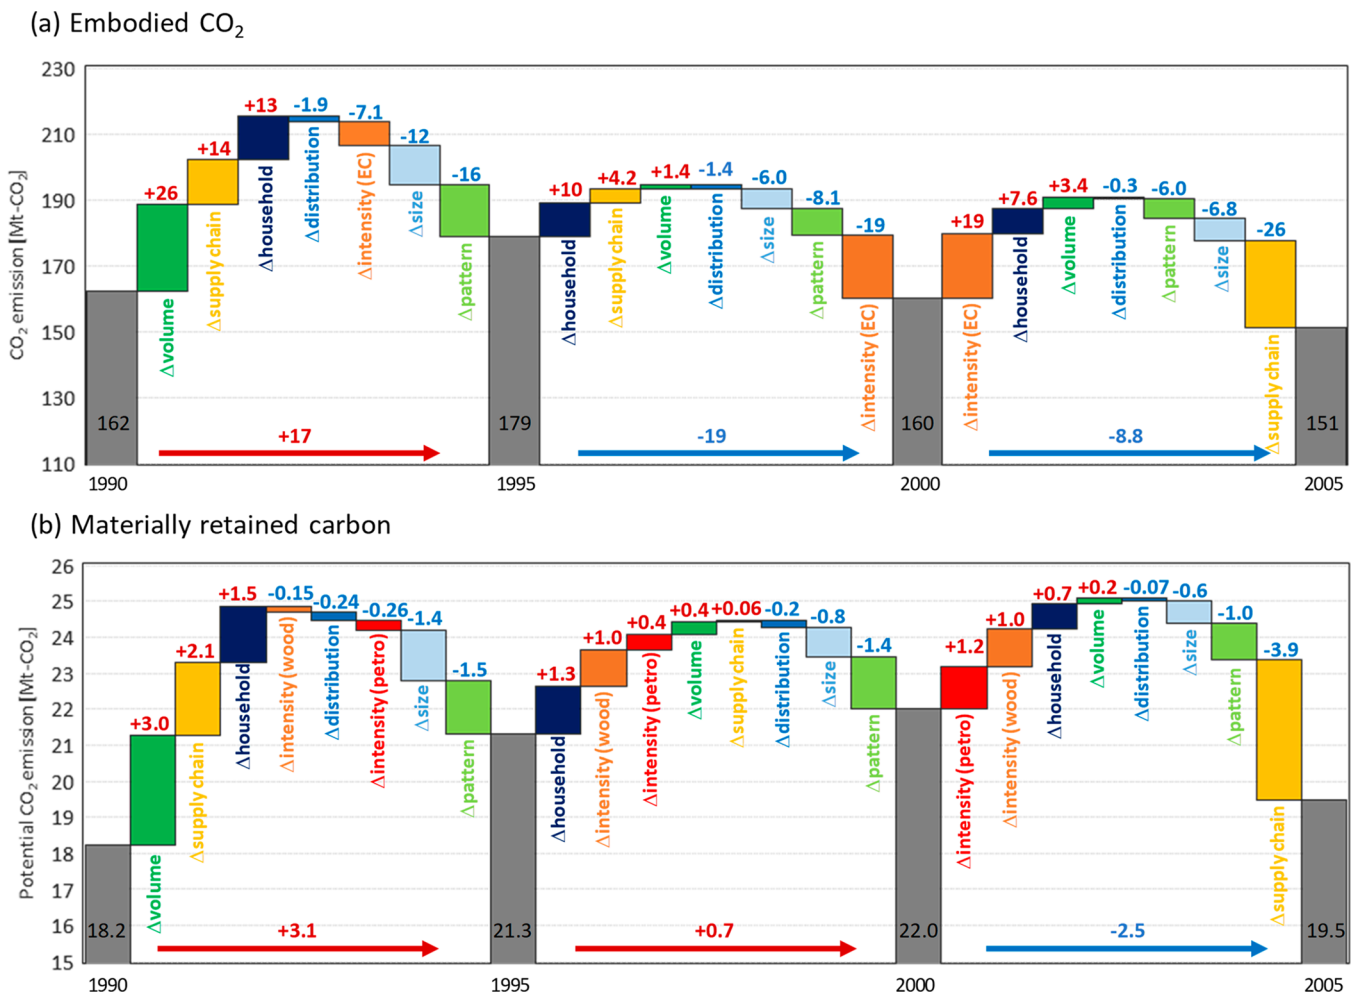 (a) Embodied CO₂
CO₂ emission [Mt-CO₂]
230
210
190
170
150
130
110
162
+26
Δvolume
+14
Δsupply chain
+13
Δhousehold
-1.9
Δdistribution
-7.1
Δintensity (EC)
-12
Δsize
-16
Δpattern
+17
179
+10
Δhousehold
+4.2
Δsupply chain
+1.4
Δvolume
-1.4
Δdistribution
-6.0
Δsize
-8.1
Δpattern
-19
Δintensity (EC)
-19
160
+19
Δintensity (EC)
+7.6
Δhousehold
+3.4
Δvolume
-0.3
Δdistribution
-6.0
Δpattern
-6.8
Δsize
-26
Δsupply chain
-8.8
151
1990
1995
2000
2005
(b) Materially retained carbon
Potential CO₂ emission [Mt-CO₂]
26
25
24
23
22
21
20
19
18
17
16
15
18.2
+3.0
Δvolume
+2.1
Δsupply chain
+1.5
Δhousehold
-0.15
Δintensity (wood)
-0.24
Δdistribution
-0.26
Δintensity (petro)
-1.4
Δsize
-1.5
Δpattern
+3.1
21.3
+1.3
Δhousehold
+1.0
Δintensity (wood)
+0.4
Δintensity (petro)
+0.4
Δvolume
+0.06
Δsupply chain
-0.2
Δdistribution
-0.8
Δsize
-1.4
Δpattern
+0.7
22.0
+1.2
Δintensity (petro)
+1.0
Δintensity (wood)
+0.7
Δhousehold
+0.2
Δvolume
-0.07
Δdistribution
-0.6
Δsize
-1.0
Δpattern
-3.9
Δsupply chain
-2.5
19.5
1990
1995
2000
2005